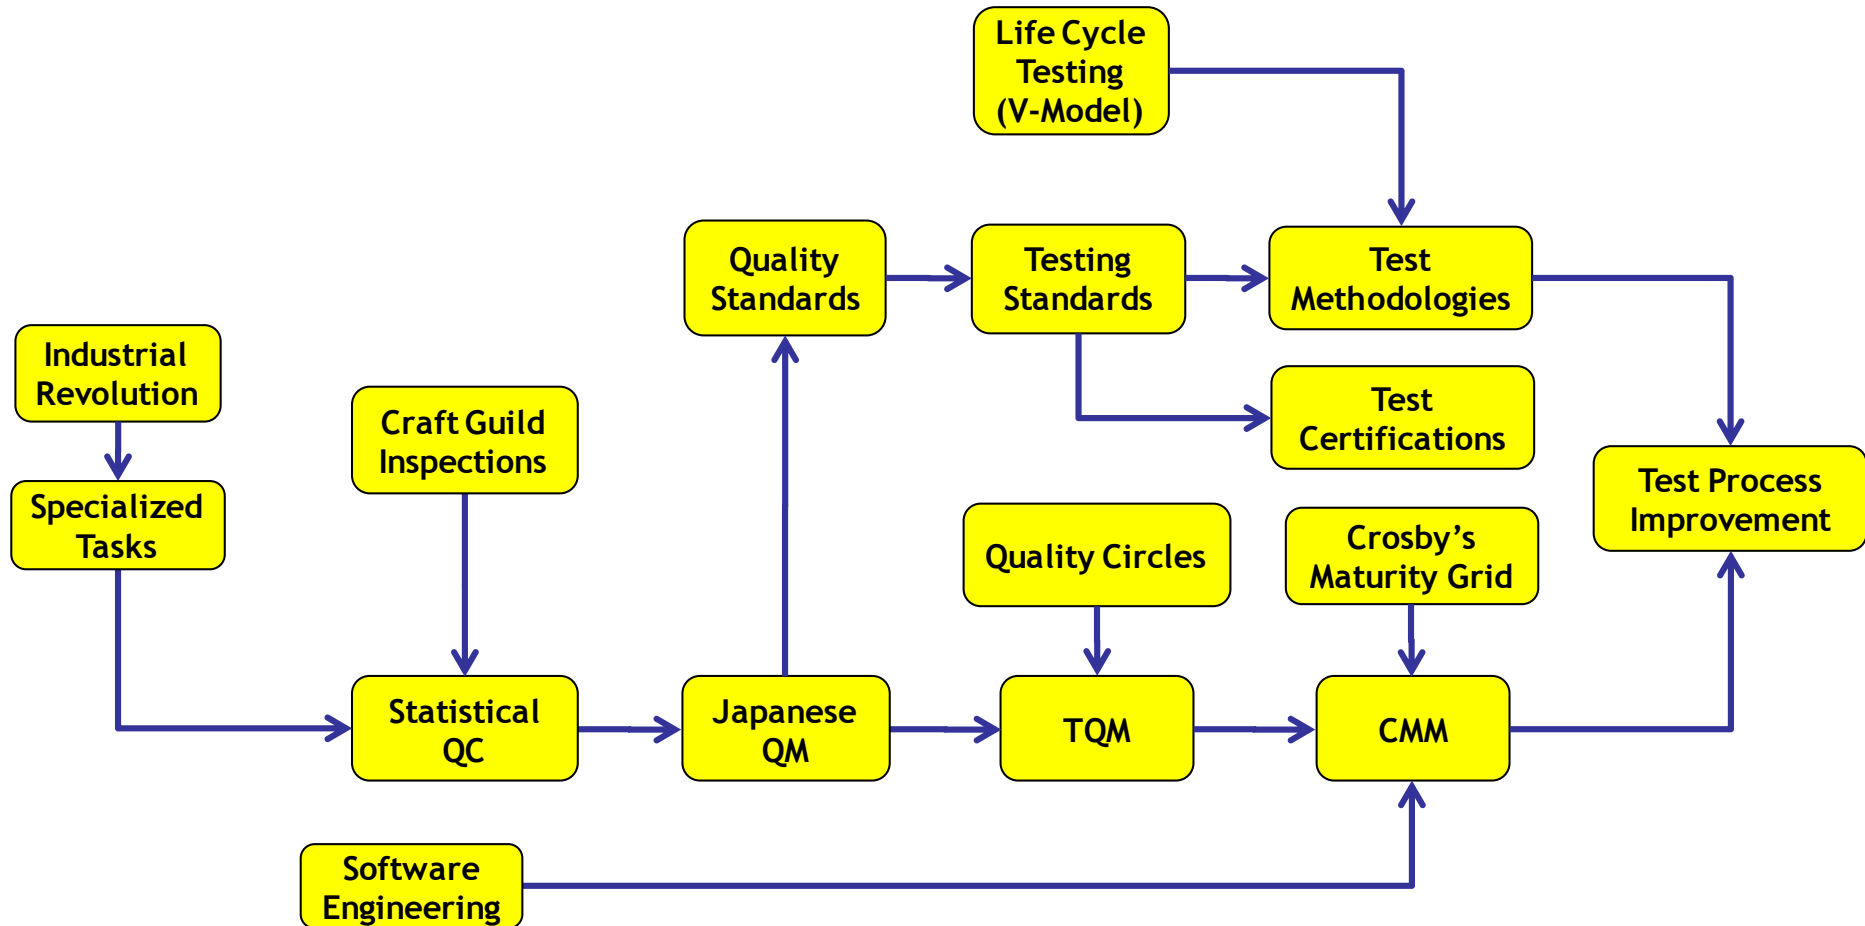 Life Cycle
Testing
(V-Model)
Quality
Standards
Testing
Standards
Test
Methodologies
Industrial
Revolution
Craft Guild
Inspections
Test
Certifications
Test Process
Improvement
Specialized
Tasks
Quality Circles
Crosby’s
Maturity Grid
Statistical
QC
Japanese
QM
TQM
CMM
Software
Engineering